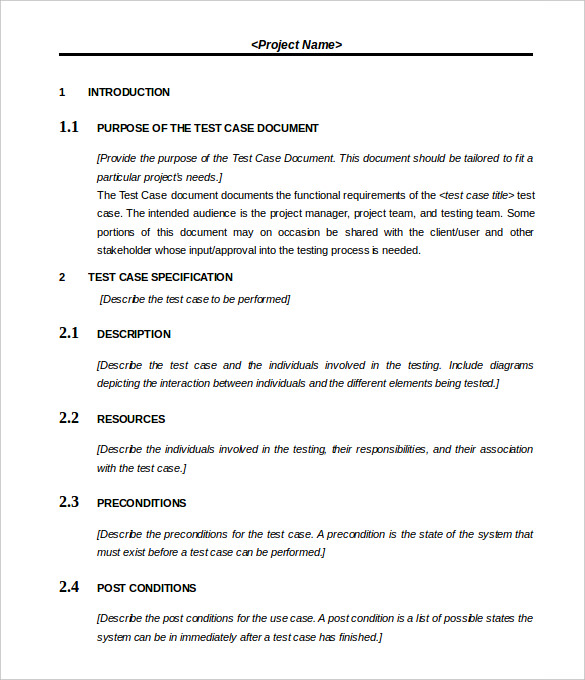 <Project Name>
1 INTRODUCTION
1.1 PURPOSE OF THE TEST CASE DOCUMENT
[Provide the purpose of the Test Case Document. This document should be tailored to fit a
particular project's needs.]
The Test Case document documents the functional requirements of the <test case title> test
case. The intended audience is the project manager, project team, and testing team. Some
portions of this document may on occasion be shared with the client/user and other
stakeholder whose input/approval into the testing process is needed.
2 TEST CASE SPECIFICATION
[Describe the test case to be performed]
2.1 DESCRIPTION
[Describe the test case and the individuals involved in the testing. Include diagrams
depicting the interaction between individuals and the different elements being tested.]
2.2 RESOURCES
[Describe the individuals involved in the testing, their responsibilities, and their association
with the test case.]
2.3 PRECONDITIONS
[Describe the preconditions for the test case. A precondition is the state of the system that
must exist before a test case can be performed.]
2.4 POST CONDITIONS
[Describe the post conditions for the use case. A post condition is a list of possible states the
system can be in immediately after a test case has finished.]